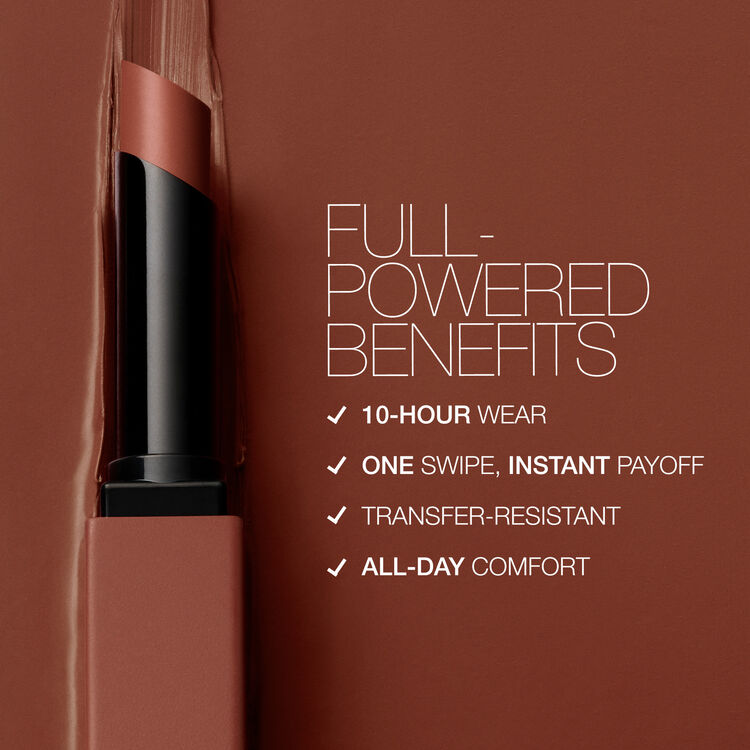 FULL-
POWERED
BENEFITS
✓ 10-HOUR WEAR
✓ ONE SWIPE, INSTANT PAYOFF
✓ TRANSFER-RESISTANT
✓ ALL-DAY COMFORT